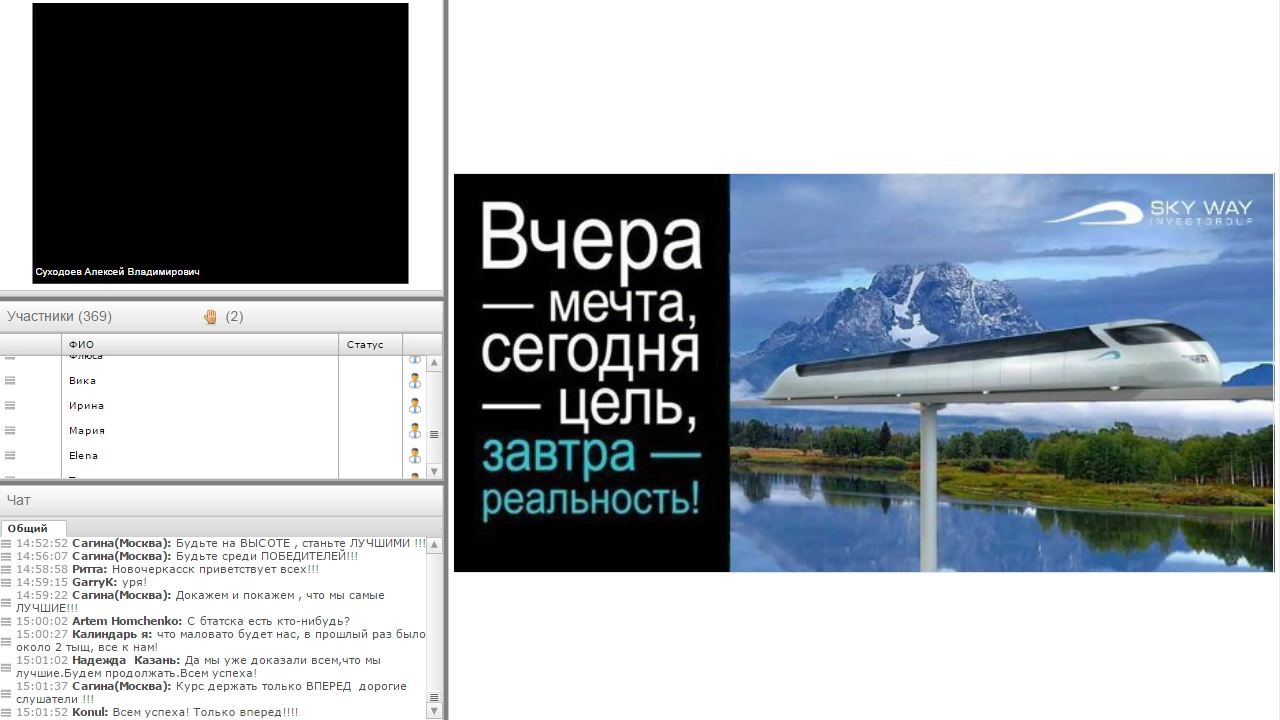 Суходоев Алексей Владимирович
Участники (369)
(2)
ФИО
Статус
Флюса
Вика
Ирина
Мария
Elena
Чат
Общий
14:52:52 Сагина(Москва): Будьте на ВЫСОТЕ , станьте ЛУЧШИМИ !!!
14:56:07 Сагина(Москва): Будьте среди ПОБЕДИТЕЛЕЙ!!!
14:58:58 Ритта: Новочеркасск приветствует всех!!!
14:59:15 GarryK: уря!
14:59:22 Сагина(Москва): Докажем и покажем , что мы самые
ЛУЧШИЕ!!!
15:00:02 Artem Homchenko: С бтатска есть кто-нибудь?
15:00:27 Калиндарь я: что маловато будет нас, в прошлый раз было
около 2 тыщ, все к нам!
15:01:02 Надежда Казань: Да мы уже доказали всем,что мы
лучшие.Будем продолжать.Всем успеха!
15:01:37 Сагина(Москва): Курс держать только ВПЕРЕД дорогие
слушатели !!!
15:01:52 Konul: Всем успеха! Только вперед!!!!
Вчера
— мечта,
сегодня
— цель,
завтра —
реальность!
SKY WAY
INVESTGROUP